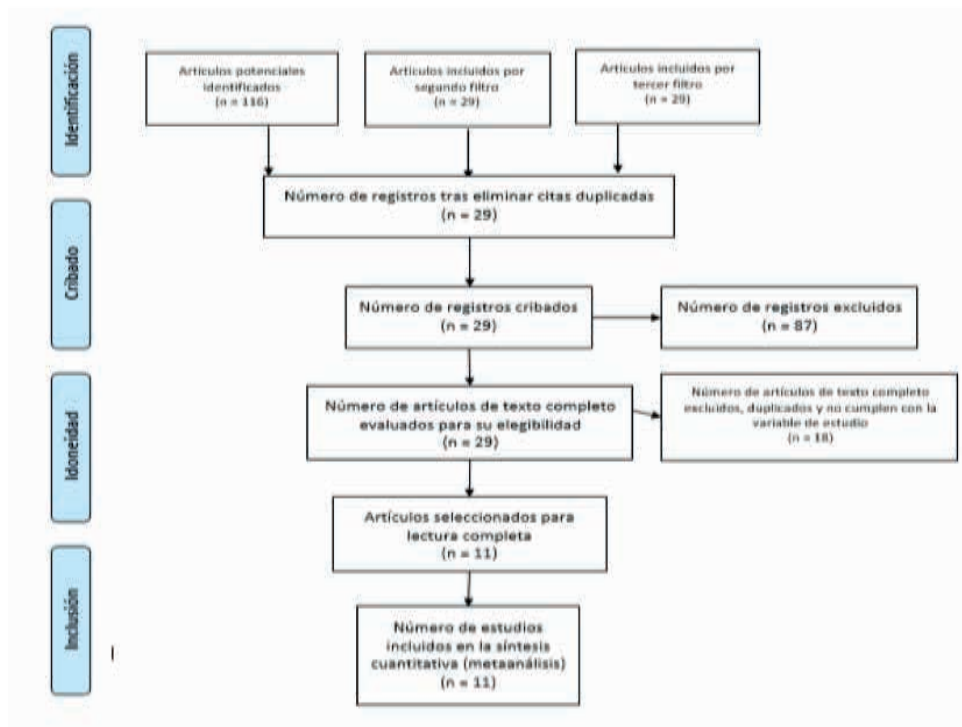 Identificación
Artículos potenciales
identificados
(n = 116)
Artículos incluidos por
segundo filtro
(n = 29)
Artículos incluidos por
tercer filtro
(n = 29)
Número de registros tras eliminar citas duplicadas
(n = 29)
Cribado
Número de registros cribados
(n = 29)
Número de registros excluidos
(n = 87)
Idoneidad
Número de artículos de texto completo
evaluados para su elegibilidad
(n = 29)
Número de artículos de texto completo
excluidos, duplicados y no cumplen con la
variable de estudio
(n = 18)
Artículos seleccionados para
lectura completa
(n = 11)
Inclusión
Número de estudios
incluidos en la síntesis
cuantitativa (metaanálisis)
(n = 11)